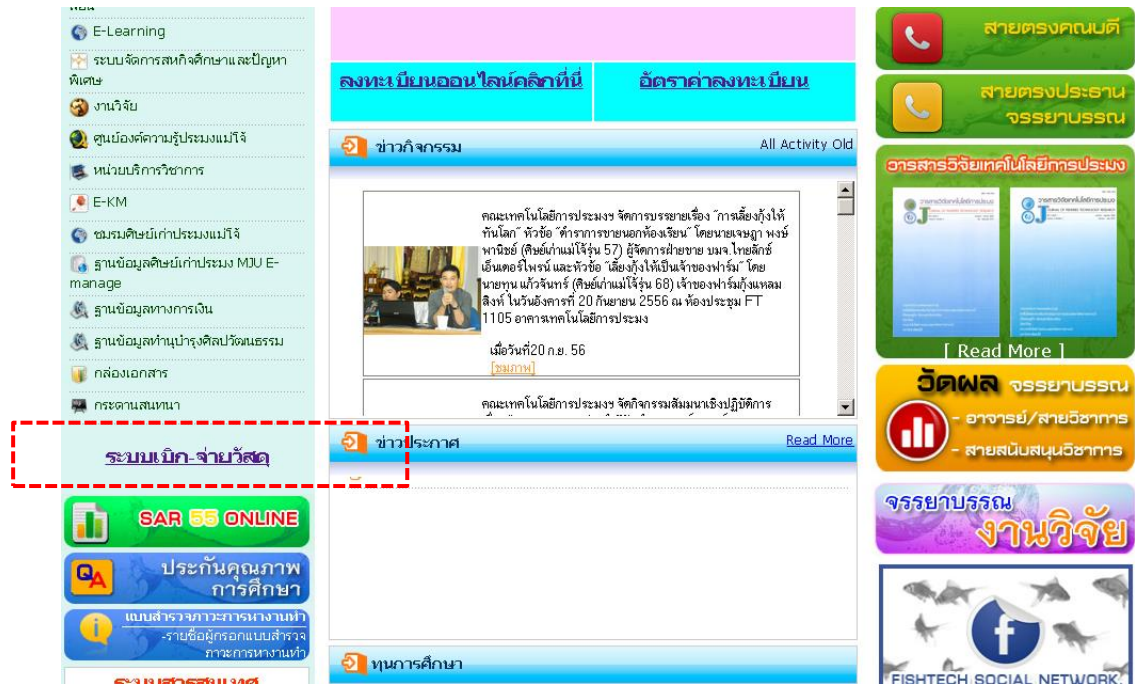 E-Learning
ระบบจัดการสหกิจศึกษาและปัญหา
พิเศษ
งานวิจัย
ศูนย์องค์ความรู้ประมงแม่โจ้
หน่วยบริการวิชาการ
E-KM
ชมรมศิษย์เก่าประมงแม่โจ้
ฐานข้อมูลศิษย์เก่าประมง MJU E-
manage
ฐานข้อมูลทางการเงิน
ฐานข้อมูลทำนุบำรุงศิลปวัฒนธรรม
กล่องเอกสาร
กระดานสนทนา
ระบบเบิก-จ่ายวัสดุ
SAR 55 ONLINE
QA
ประกันคุณภาพ
การศึกษา
แบบสำรวจภาวะการหางานทำ
-รายชื่อผู้กรอกแบบสำรวจ
ภาวะการหางานทำ
ระบบสารสนเทศ
ลงทะเบียนออนไลน์คลิกที่นี่
อัตราค่าลงทะเบียน
ข่าวกิจกรรม
All Activity Old
คณะเทคโนโลยีการประมงฯ จัดการบรรยายเรื่อง "การเลี้ยงกุ้งให้
ทันโลก" หัวข้อ "ตำราการขายนอกห้องเรียน" โดยนายเจษฎา พงษ์
พานิชย์ (ศิษย์เก่าแม่โจ้รุ่น 57) ผู้จัดการฝ่ายขาย บมจ.ไทยลักซ์
เอ็นเตอร์ไพรน์ และหัวข้อ "เลี้ยงกุ้งให้เป็นเจ้าของฟาร์ม" โดย
นายทุน แก้วจันทร์ (ศิษย์เก่าแม่โจ้รุ่น 68) เจ้าของฟาร์มกุ้งแหลม
สิงห์ ในวันอังคารที่ 20 กันยายน 2556 ณ ห้องประชุม FT
1105 อาคารเทคโนโลยีการประมง
เมื่อวันที่20 ก.ย. 56
[ชมภาพ]
คณะเทคโนโลยีการประมงฯ จัดกิจกรรมสัมมนาเชิงปฏิบัติการ
ข่าวประกาศ
Read More
ทุนการศึกษา
สายตรงคณบดี
สายตรงประธาน
จรรยาบรรณ
วารสารวิจัยเทคโนโลยีการประมง
[ Read More ]
วัดผล จรรยาบรรณ
- อาจารย์/สายวิชาการ
- สายสนับสนุนวิชาการ
จรรยาบรรณ
งานวิจัย
FISHTECH SOCIAL NETWORK.